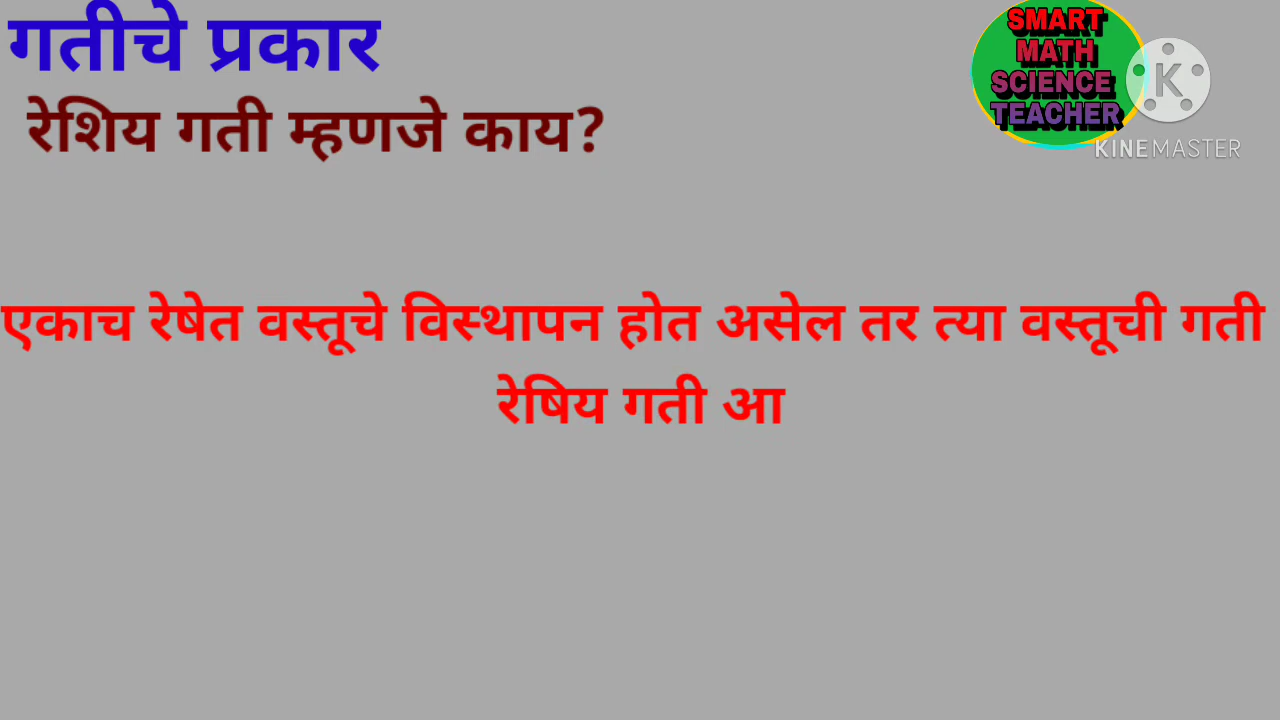 गतीचे प्रकार
रेशिय गती म्हणजे काय?
SMART
MATH
SCIENCE
TEACHER
K
KINEMASTER
एकाच रेषेत वस्तूचे विस्थापन होत असेल तर त्या वस्तूची गती
रेषिय गती आ